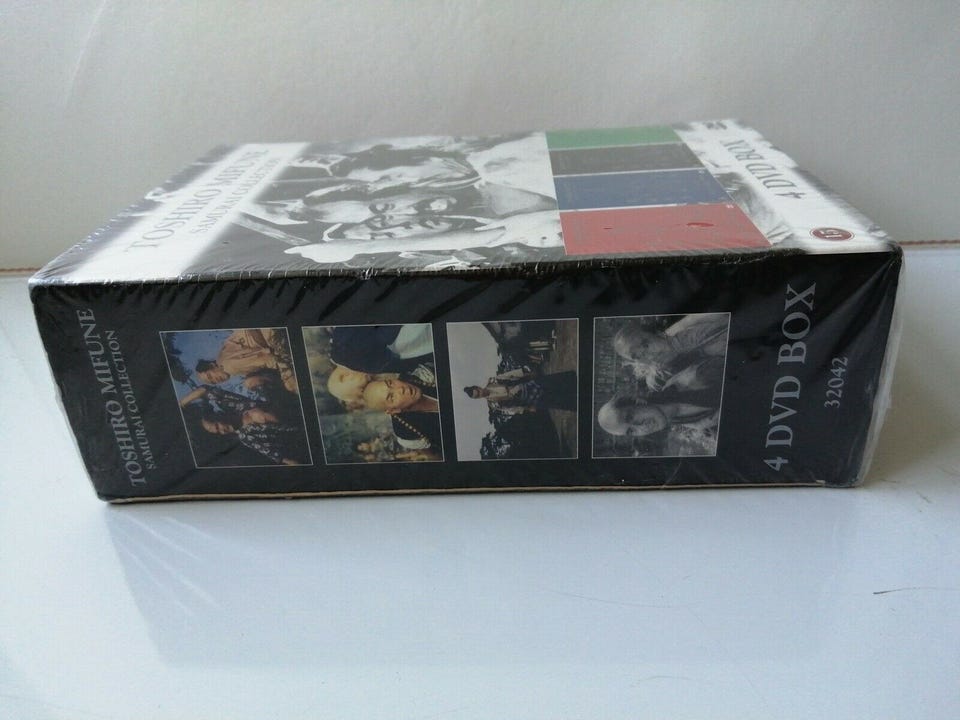 TOSHIRO MIFUNE
SAMURAI COLLECTION
4 DVD BOX
15
TOSHIRO MIFUNE
SAMURAI COLLECTION
4 DVD BOX
32042